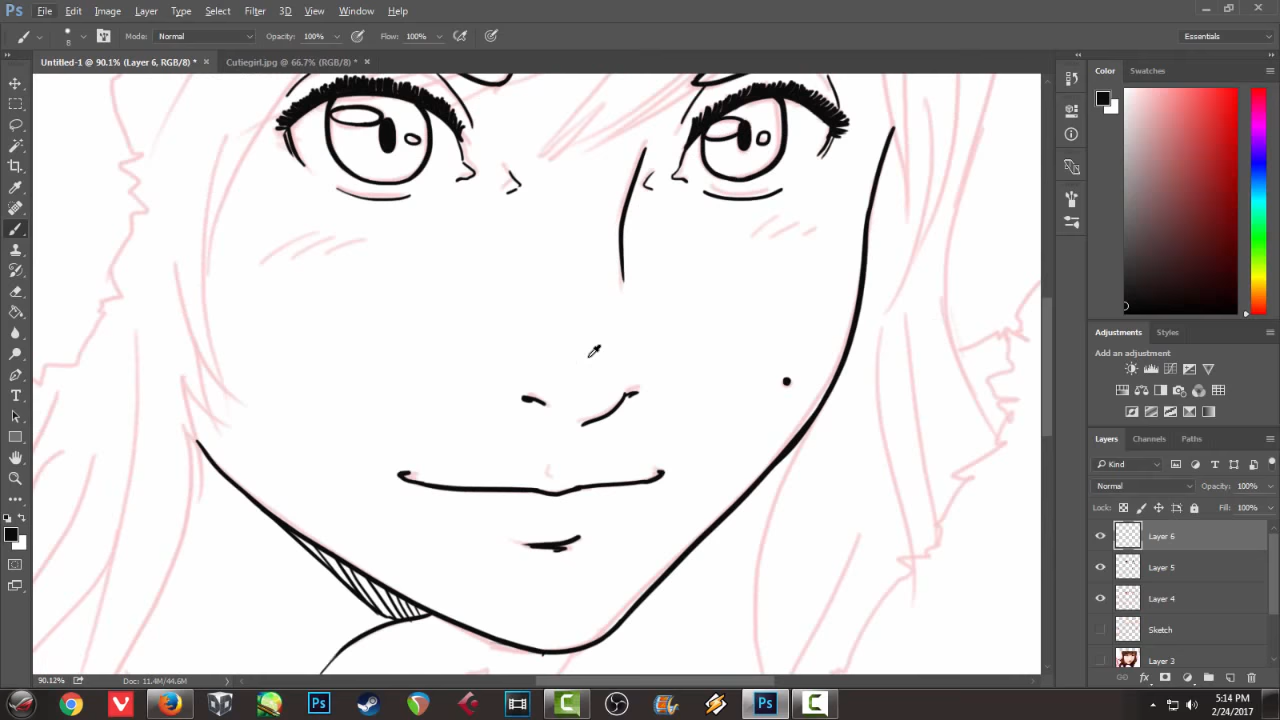 Ps File Edit Image Layer Type Select Filter 3D View Window Help
8 Mode: Normal Opacity: 100% Flow: 100% Essentials
Untitled-1 @ 90.1% (Layer 6, RGB/8) * × Cutiegirl.jpg @ 66.7% (RGB/8) * ×
Color Swatches
Adjustments Styles
Add an adjustment
Layers Channels Paths
Kind
Normal Opacity: 100%
Lock: Fill: 100%
Layer 6
Layer 5
Layer 4
Sketch
Layer 3
90.12% Doc: 11.4M/44.6M
Ps Ps
5:14 PM
2/24/2017